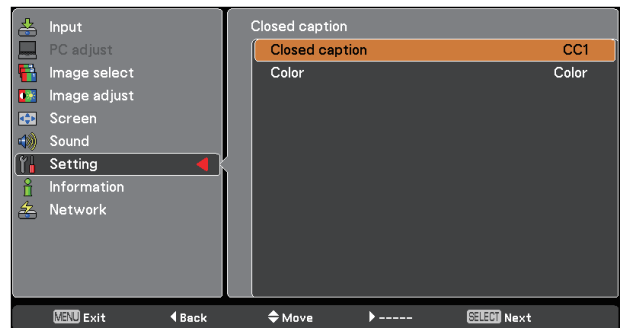 Input
PC adjust
Image select
Image adjust
Screen
Sound
Setting
Information
Network
Closed caption
Closed caption CC1
Color Color
MENU Exit Back Move ----- SELECT Next